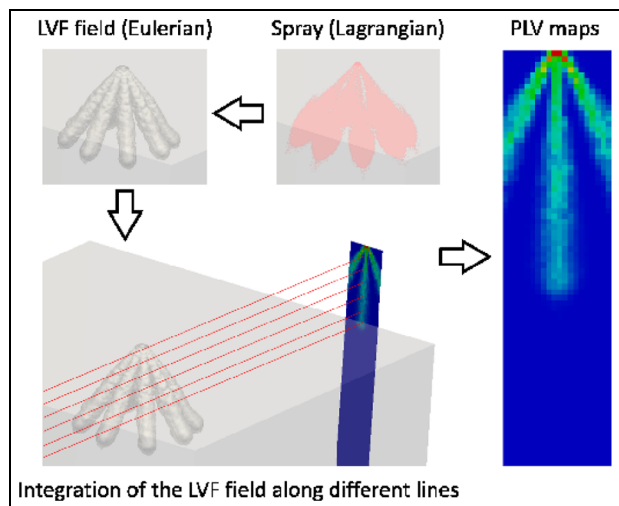 LVF field (Eulerian)
Spray (Lagrangian)
PLV maps
Integration of the LVF field along different lines